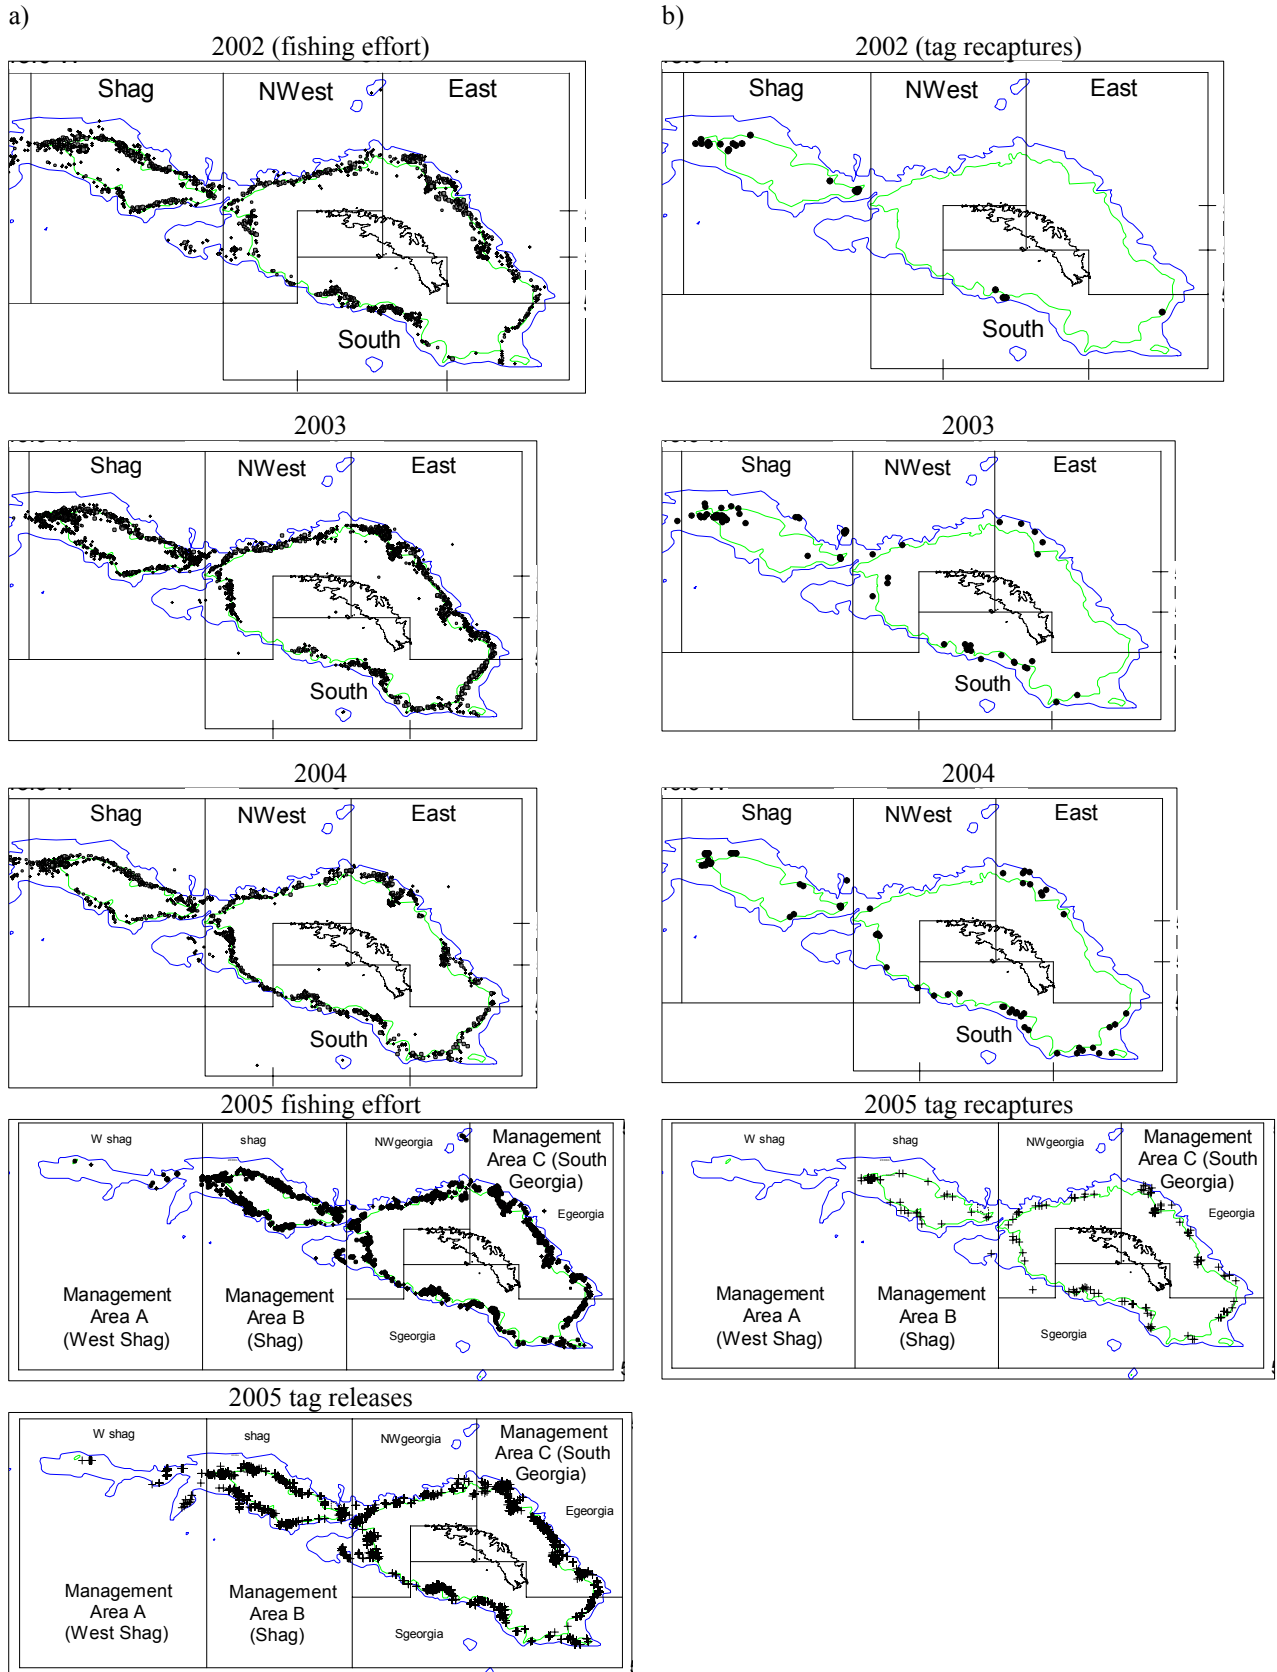 a)
b)
2002 (fishing effort)
2002 (tag recaptures)
Shag
NWest
East
South
Shag
NWest
East
South
2003
2003
Shag
NWest
East
South
Shag
NWest
East
South
2004
2004
Shag
NWest
East
South
Shag
NWest
East
South
2005 fishing effort
2005 tag recaptures
W shag
shag
NWgeorgia
Management
Area C (South
Georgia)
Egeorgia
Management
Area A
(West Shag)
Management
Area B
(Shag)
Sgeorgia
W shag
shag
NWgeorgia
Management
Area C (South
Georgia)
Egeorgia
Management
Area A
(West Shag)
Management
Area B
(Shag)
Sgeorgia
2005 tag releases
W shag
shag
NWgeorgia
Management
Area C (South
Georgia)
Egeorgia
Management
Area A
(West Shag)
Management
Area B
(Shag)
Sgeorgia